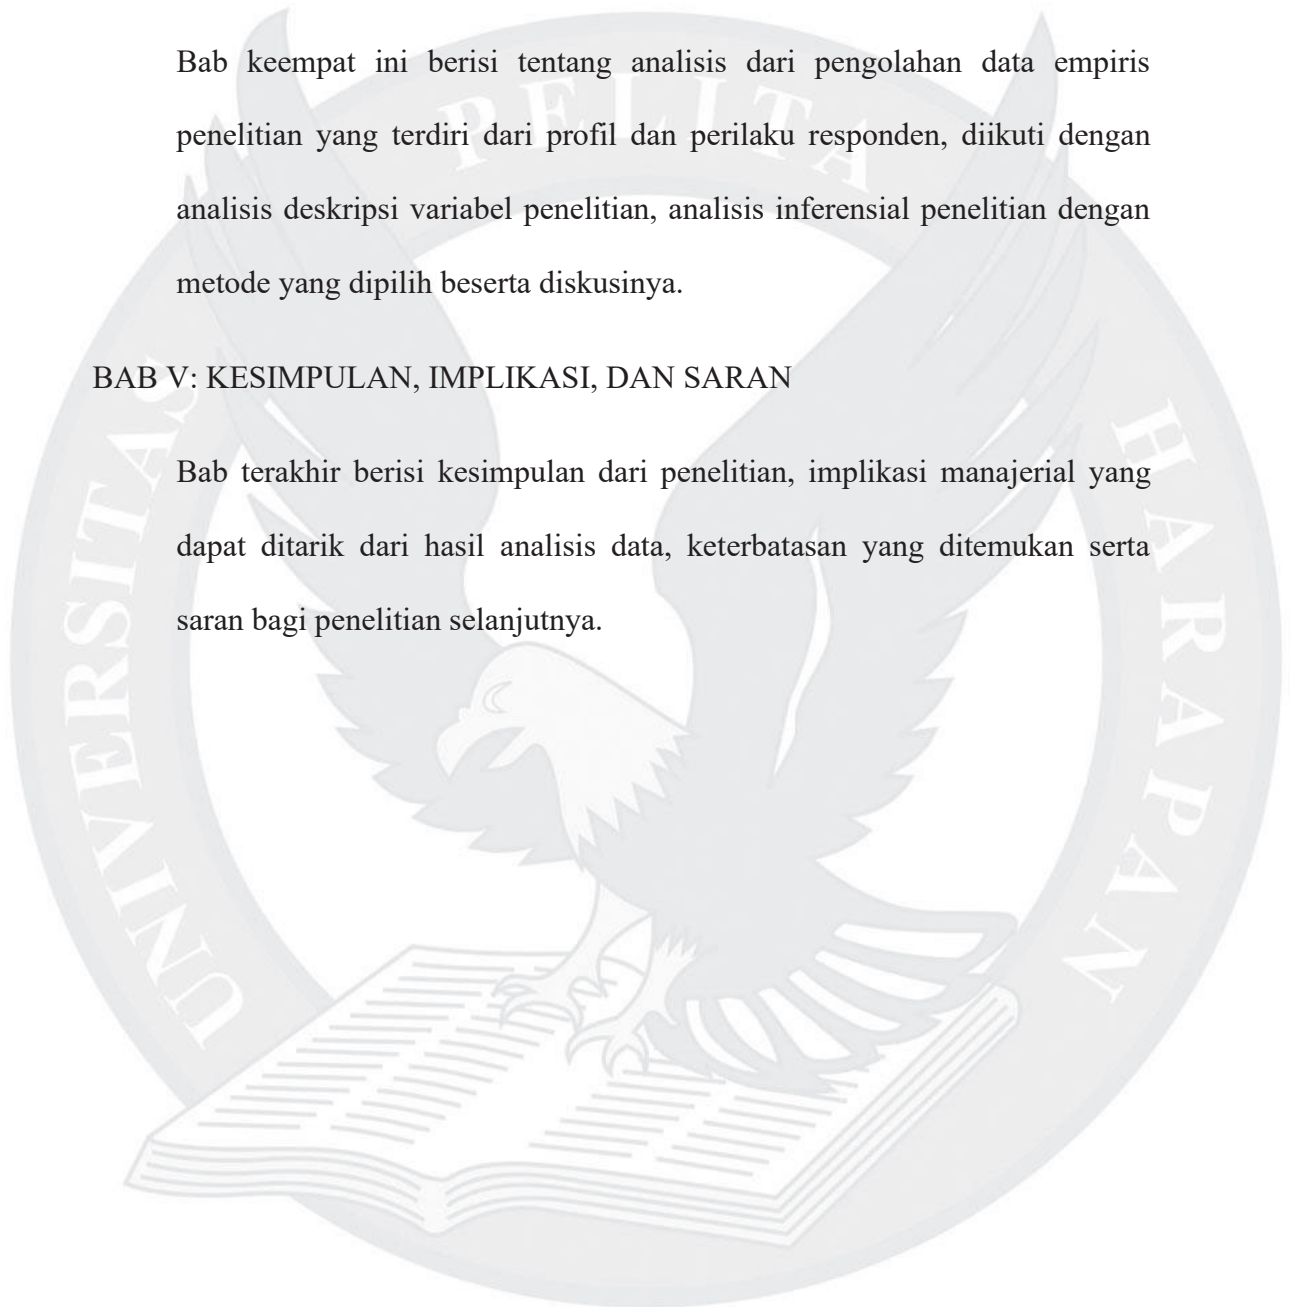 PELITA
Bab keempat ini berisi tentang analisis dari pengolahan data empiris
penelitian yang terdiri dari profil dan perilaku responden, diikuti dengan
analisis deskripsi variabel penelitian, analisis inferensial penelitian dengan
metode yang dipilih beserta diskusinya.
BAB V: KESIMPULAN, IMPLIKASI, DAN SARAN
Bab terakhir berisi kesimpulan dari penelitian, implikasi manajerial yang
dapat ditarik dari hasil analisis data, keterbatasan yang ditemukan serta
saran bagi penelitian selanjutnya.
UNIVERSITAS
HARAPAN